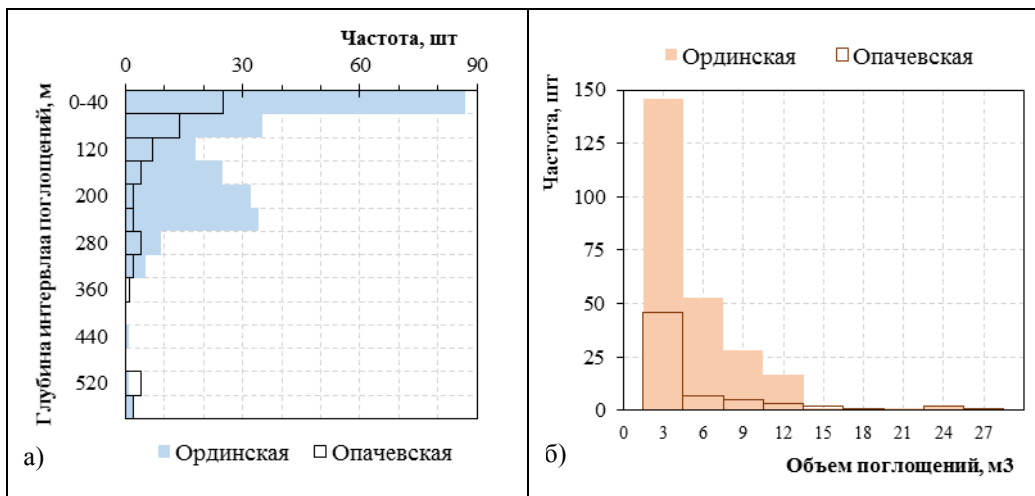 Частота, шт
0 30 60 90
Глубина интервлаа поглощений, м
0-40
120
200
280
360
440
520
Ординская Опачевская
а)
Ординская Опачевская
Частота, шт
150
125
100
75
50
25
0
0 3 6 9 12 15 18 21 24 27
Объем поглощений, м3
б)